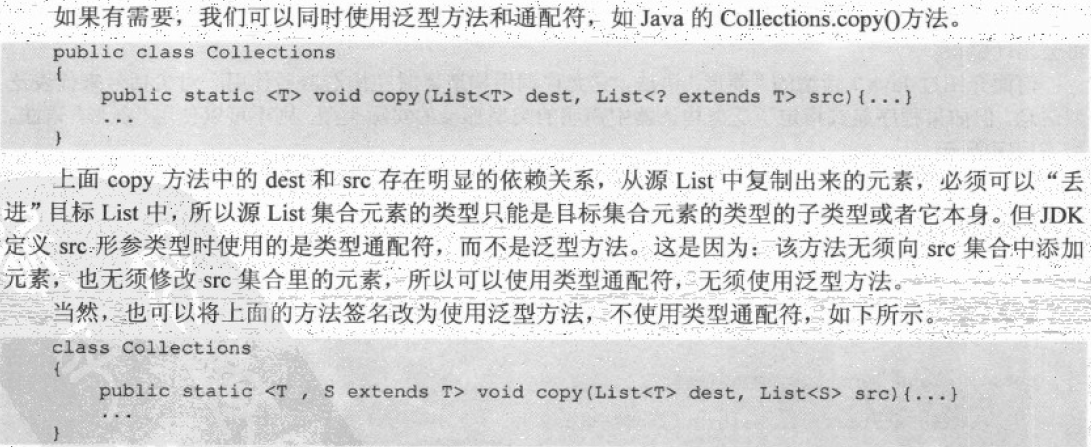 如果有需要，我们可以同时使用泛型方法和通配符，如 Java 的 Collections.copy()方法。
public class Collections
{
public static <T> void copy(List<T> dest, List<? extends T> src){...}
...
}
上面 copy 方法中的 dest 和 src 存在明显的依赖关系，从源 List 中复制出来的元素，必须可以“丢
进”目标 List 中，所以源 List 集合元素的类型只能是目标集合元素的类型的子类型或者它本身。但 JDK
定义 src 形参类型时使用的是类型通配符，而不是泛型方法。这是因为：该方法无须向 src 集合中添加
元素，也无须修改 src 集合里的元素，所以可以使用类型通配符，无须使用泛型方法。
当然，也可以将上面的方法签名改为使用泛型方法，不使用类型通配符，如下所示。
class Collections
{
public static <T , S extends T> void copy(List<T> dest, List<S> src){...}
...
}